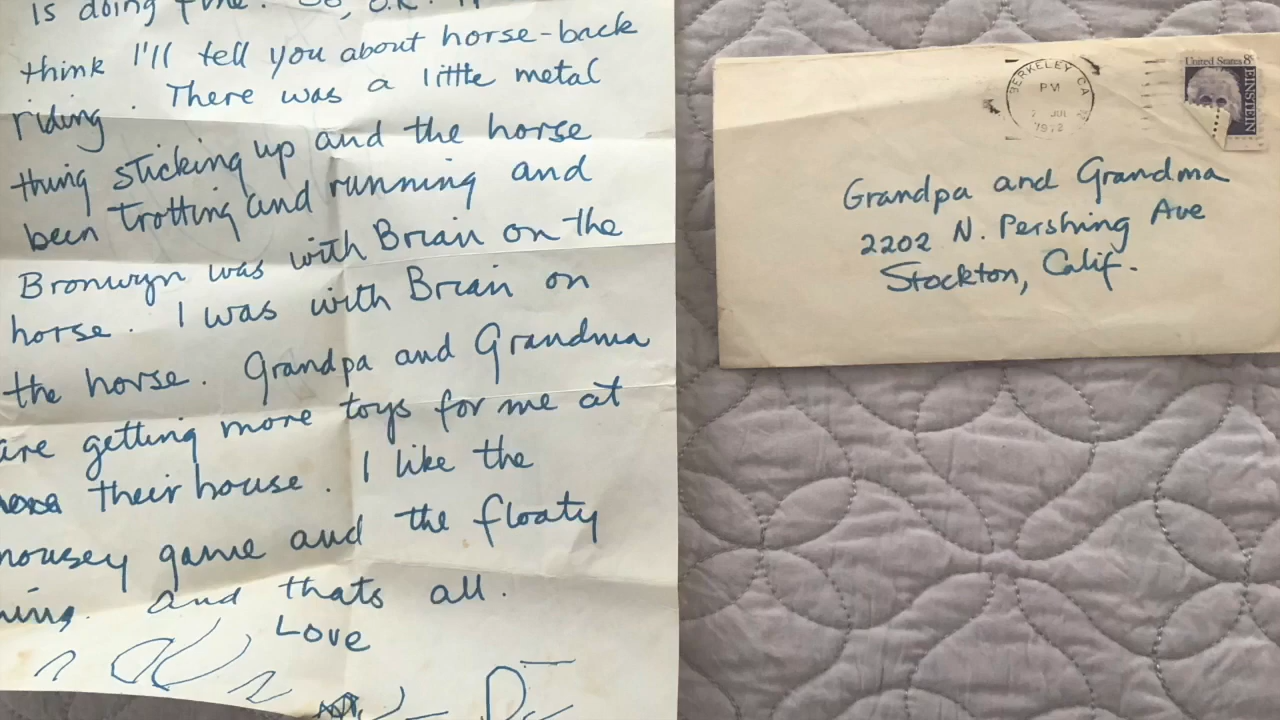 is doing fine.
think I'll tell you about horse-back
riding. There was a little metal
thing sticking up and the horse
been trotting and running and
Bronwyn was with Brian on the
horse. I was with Brian on
the horse. Grandpa and Grandma
are getting more toys for me at
their house. I like the
mousey game and the floaty
and thats all.
Love
BERKELEY CA
PM
JUL
1972
United States 8c
EINSTEIN
Grandpa and Grandma
2202 N. Pershing Ave
Stockton, Calif.